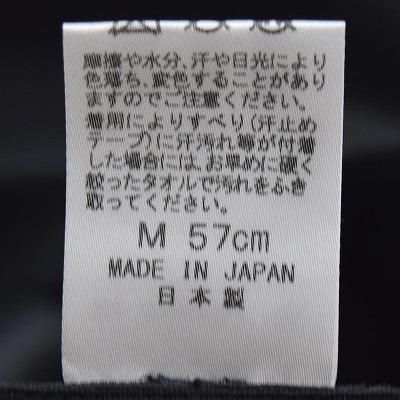 摩擦や水分、汗や日光により
色落ち、変色することがあり
ますのでご注意ください。
着用によりすべり(汗止め
テープ)に汗汚れ等が付着
した場合には、お早めに硬く
絞ったタオルで汚れをふき
取ってください。
M 57cm
MADE IN JAPAN
日本製